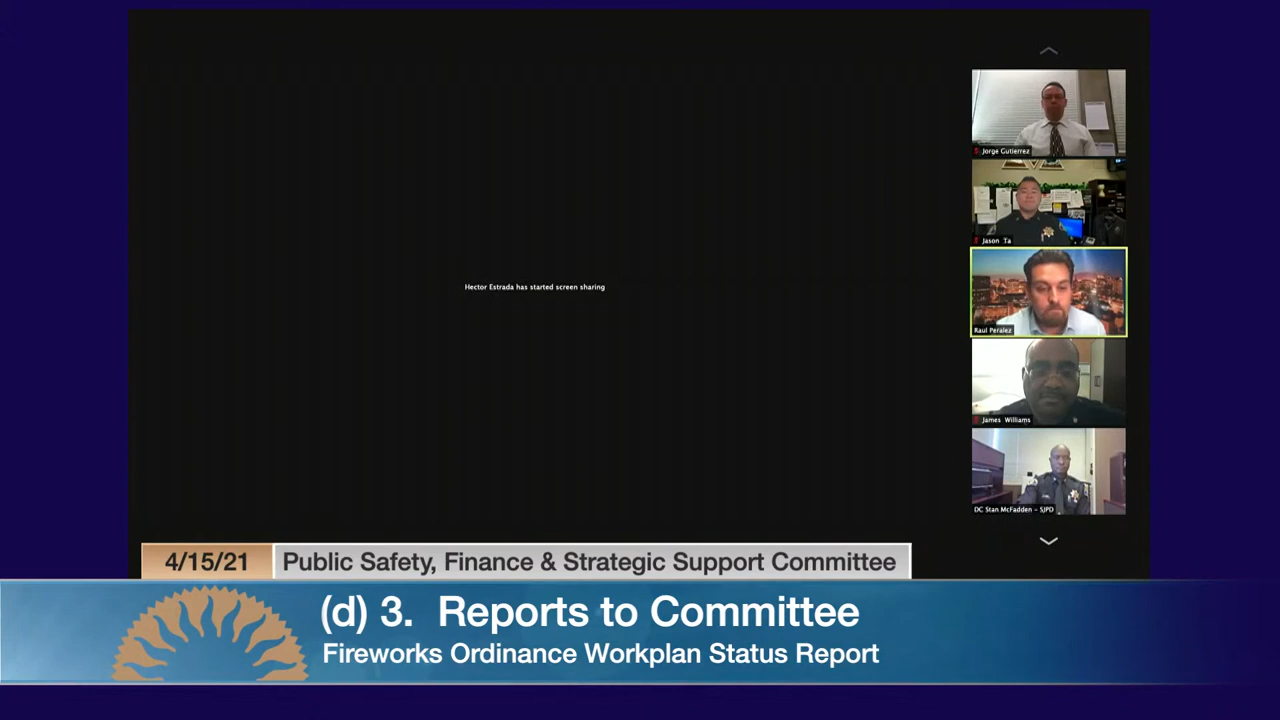 Jorge Gutierrez
Jason Ta
Hector Estrada has started screen sharing
Raul Peralez
James Williams
DC Stan McFadden - SJPD
4/15/21 Public Safety, Finance & Strategic Support Committee
(d) 3. Reports to Committee
Fireworks Ordinance Workplan Status Report